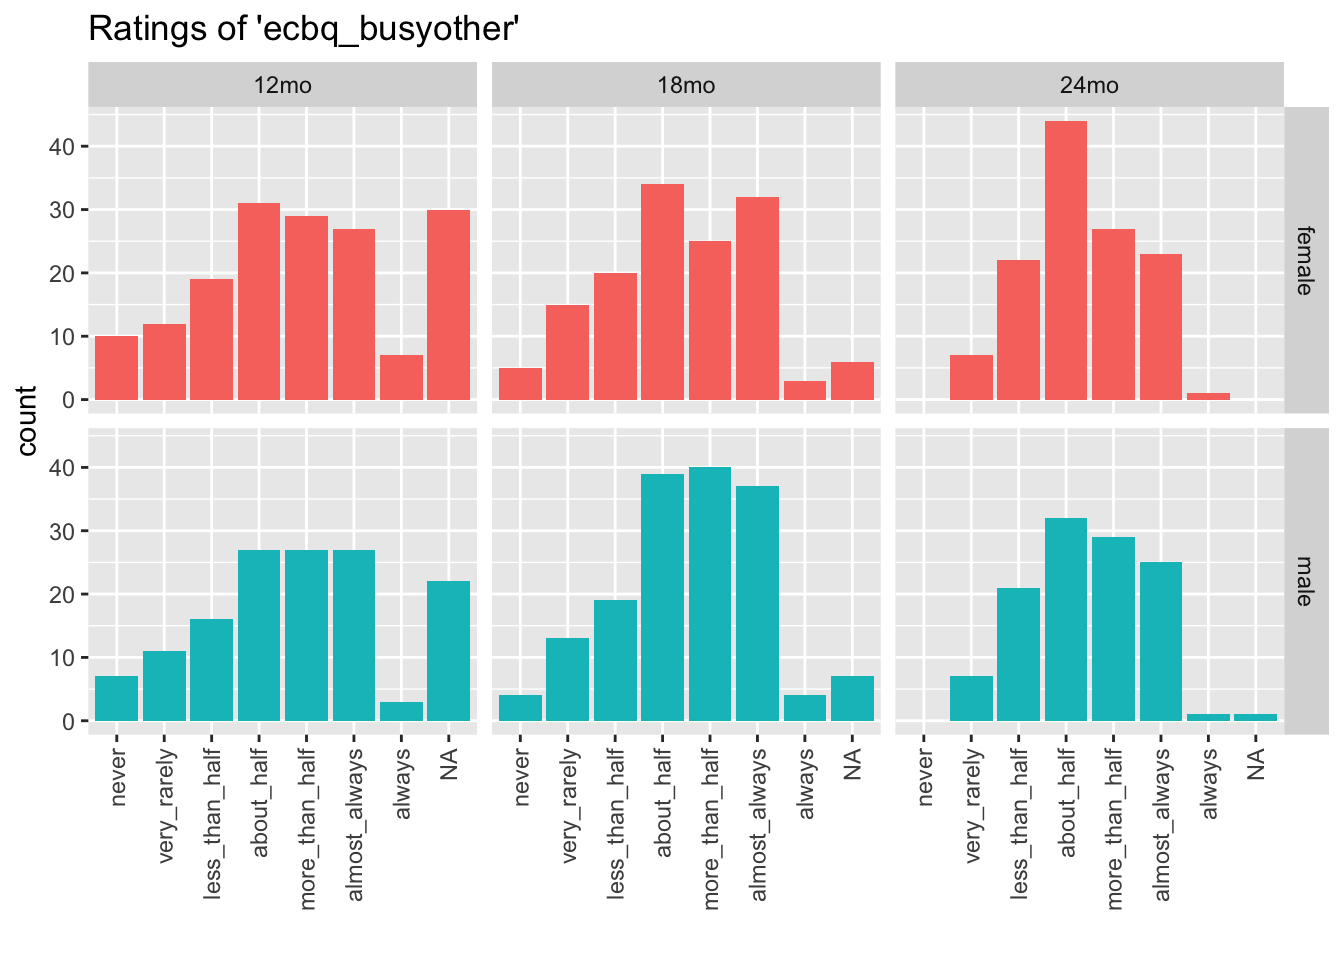 Ratings of 'ecbq_busyother'
12mo
18mo
24mo
40
30
20
10
0
female
count
40
30
20
10
0
male
never
very_rarely
less_than_half
about_half
more_than_half
almost_always
always
NA
never
very_rarely
less_than_half
about_half
more_than_half
almost_always
always
NA
never
very_rarely
less_than_half
about_half
more_than_half
almost_always
always
NA